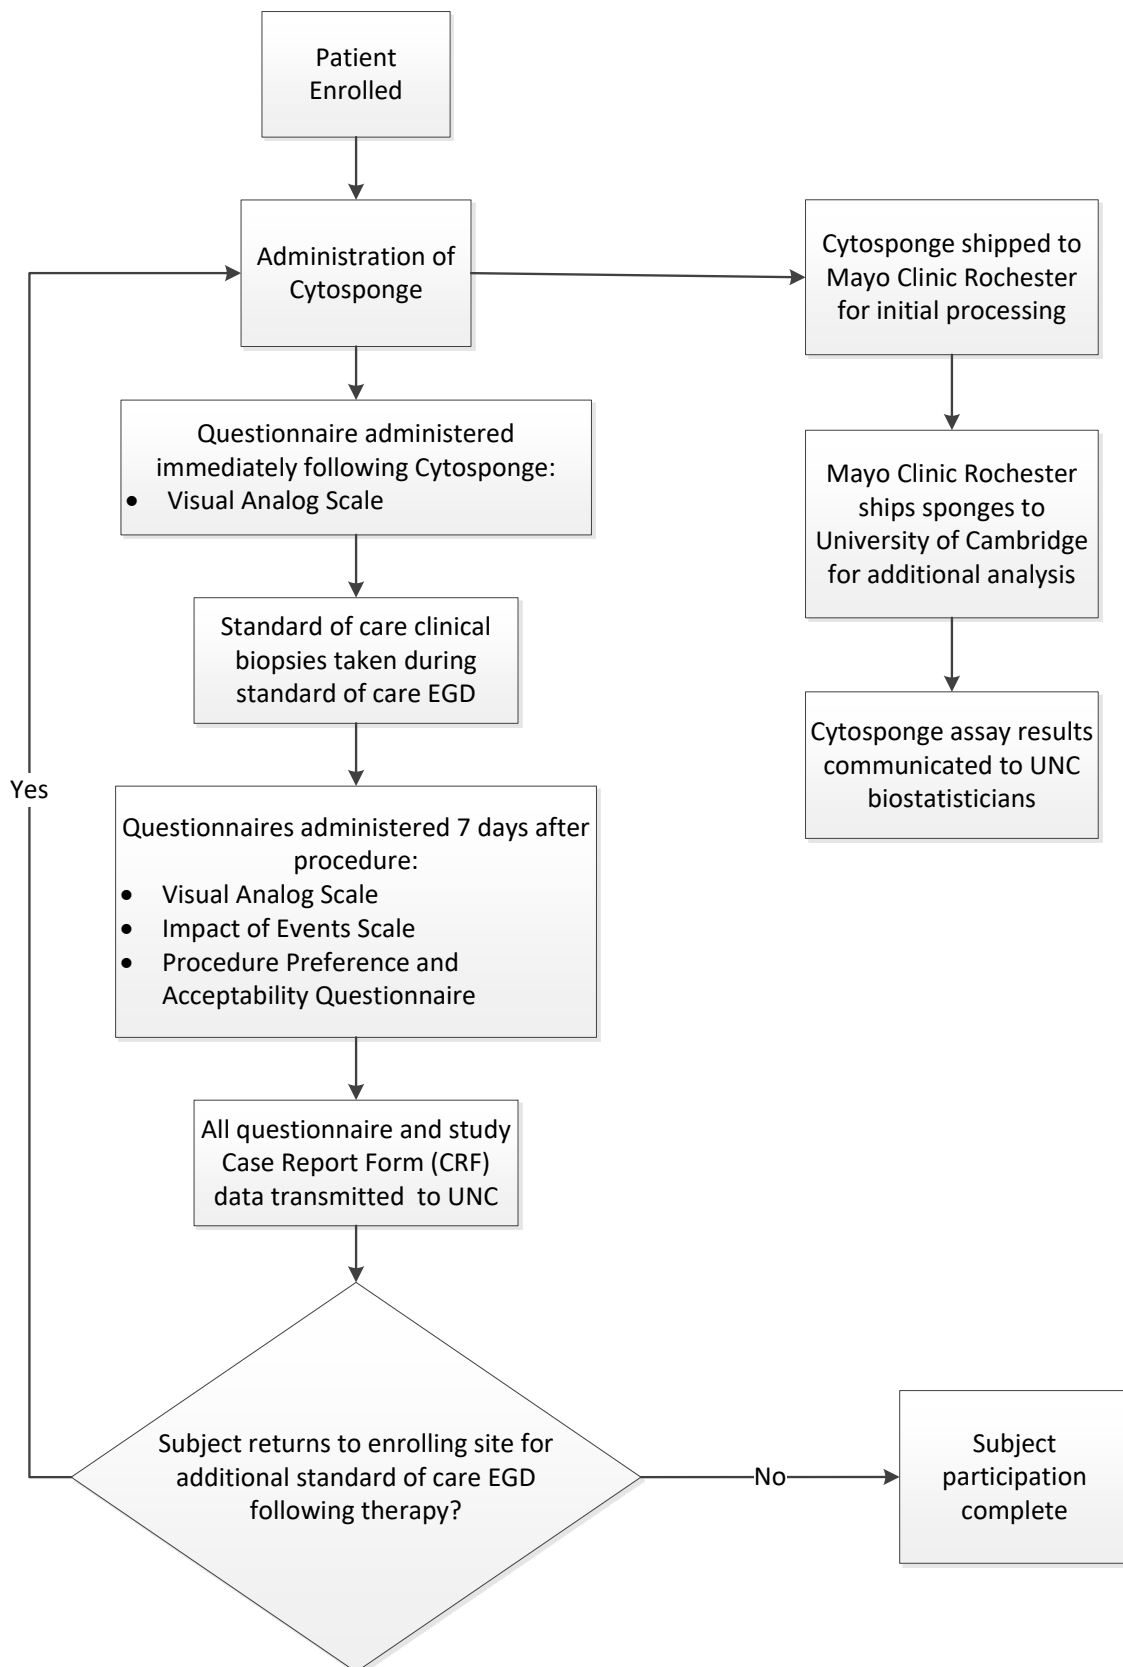 Patient
Enrolled
Administration of
Cytosponge
Cytosponge shipped to
Mayo Clinic Rochester
for initial processing
Questionnaire administered
immediately following Cytosponge:
• Visual Analog Scale
Mayo Clinic Rochester
ships sponges to
University of Cambridge
for additional analysis
Standard of care clinical
biopsies taken during
standard of care EGD
Cytosponge assay results
communicated to UNC
biostatisticians
Yes
Questionnaires administered 7 days after
procedure:
• Visual Analog Scale
• Impact of Events Scale
• Procedure Preference and
Acceptability Questionnaire
All questionnaire and study
Case Report Form (CRF)
data transmitted to UNC
Subject returns to enrolling site for
additional standard of care EGD
following therapy?
No
Subject
participation
complete